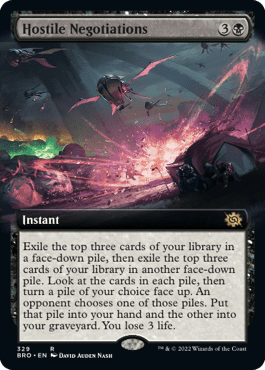 Hostile Negotiations 3
Instant
Exile the top three cards of your library
in a face-down pile, then exile the top three
cards of your library in another face-down
pile. Look at the cards in each pile, then
turn a pile of your choice face up. An
opponent chooses one of those piles. Put
that pile into your hand and the other into
your graveyard. You lose 3 life.
329 R
BRO • EN DAVID AUDEN NASH
™ & © 2022 Wizards of the Coast